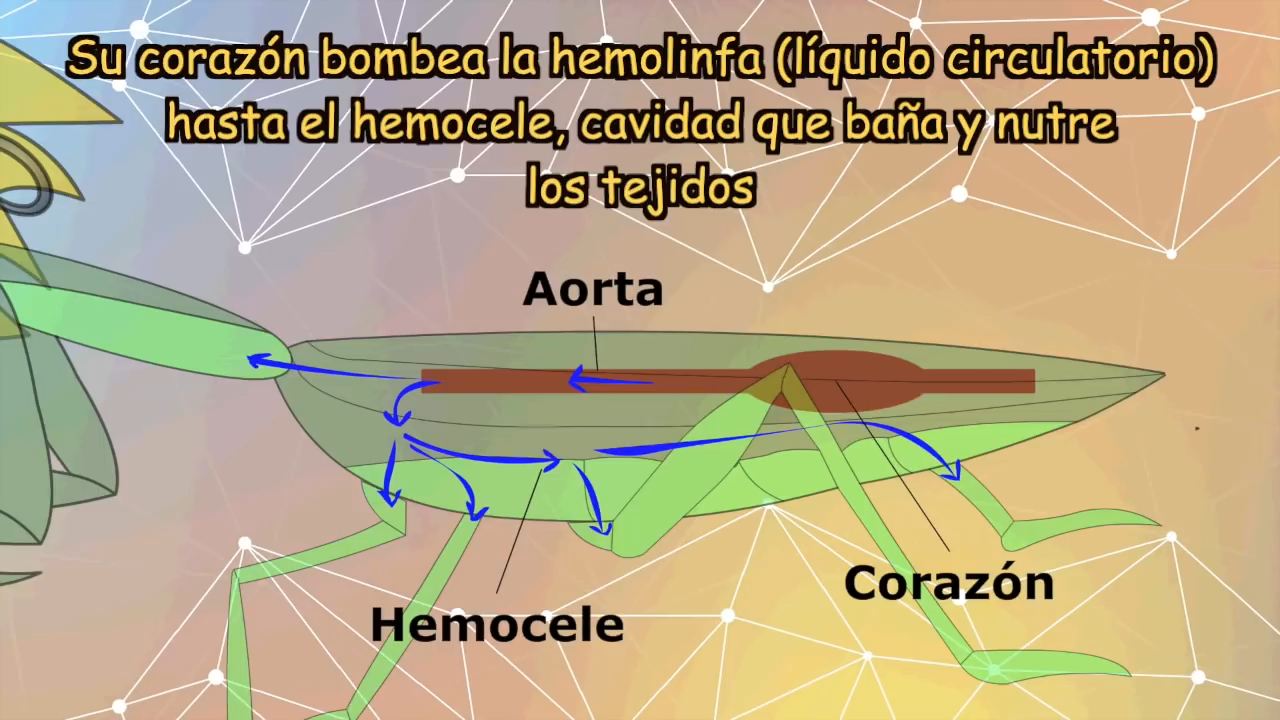 Su corazón bombea la hemolinfa (líquido circulatorio)
hasta el hemocele, cavidad que baña y nutre
los tejidos
Aorta
Corazón
Hemocele